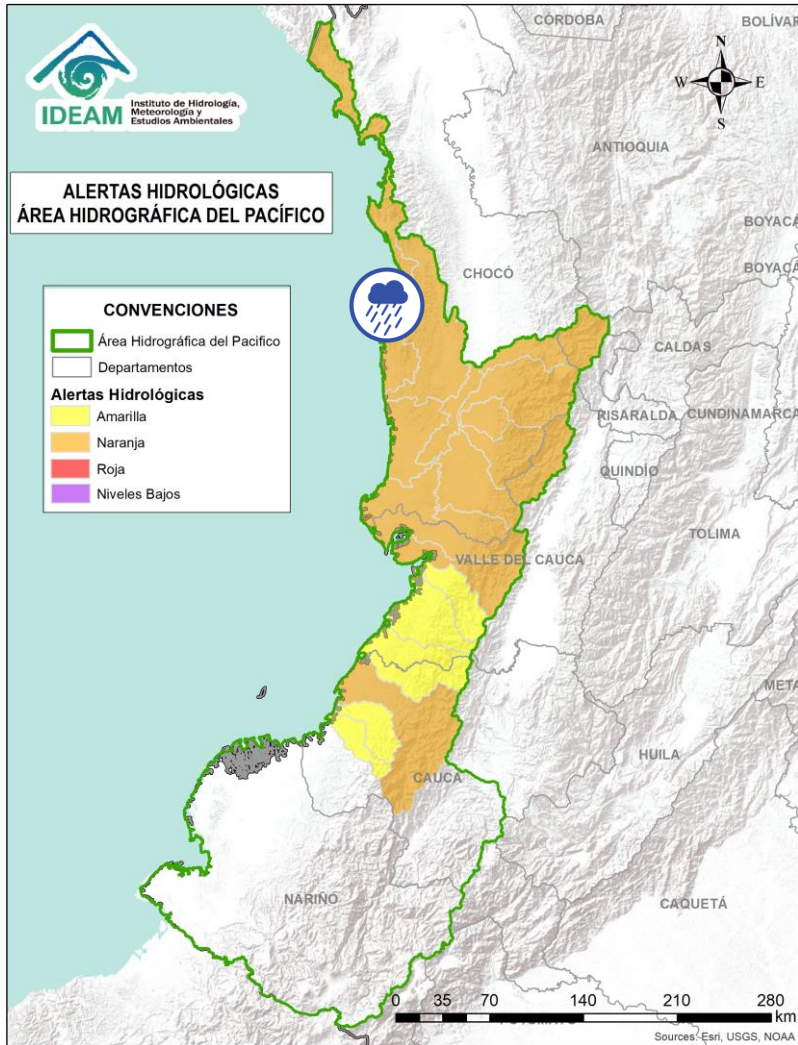 CÓRDOBA
BOLÍVAR
N
W
E
S
IDEAM
Instituto de Hidrología,
Meteorología y
Estudios Ambientales
ANTIOQUIA
ALERTAS HIDROLÓGICAS
ÁREA HIDROGRÁFICA DEL PACÍFICO
BOYACÁ
BOYACÁ
CHOCÓ
CONVENCIONES
Área Hidrográfica del Pacifico
Departamentos
Alertas Hidrológicas
Amarilla
Naranja
Roja
Niveles Bajos
CALDAS
RISARALDA
CUNDINAMARCA
QUINDÍO
TOLIMA
VALLE DEL CAUCA
META
HUILA
CAUCA
NARIÑO
CAQUETÁ
0 35 70 140 210 280
km
Sources: Esri, USGS, NOAA